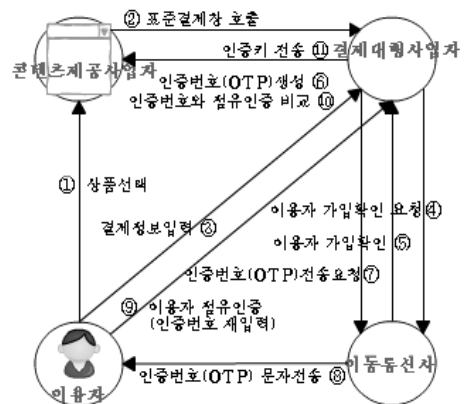 ② 표준결제창 호출
인증키 전송 ⑪
콘텐츠제공사업자
결제대행사업자
인증번호(OTP)생성 ⑥
인증번호와 점유인증 비교 ⑩
① 상품선택
이용자 가입확인 요청④
결제정보입력 ③
이용자 가입확인 ⑤
인증번호(OTP)전송요청⑦
⑨ 이용자 점유인증
(인증번호 재입력)
이용자
인증번호(OTP) 문자전송 ⑧
이동통신사